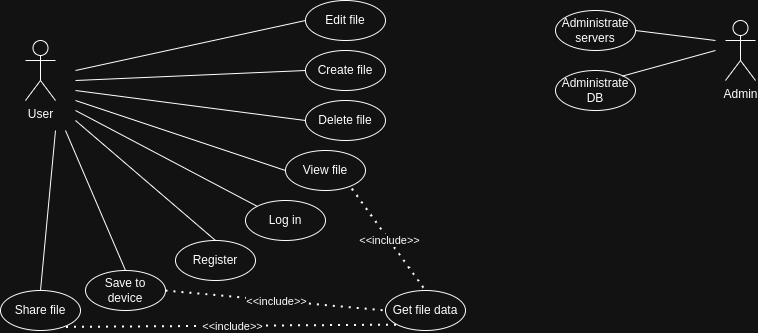 Edit file
Administrate
servers
Create file
Administrate
DB
Admin
User
Delete file
View file
Log in
<<include>>
Register
Save to
device
<<include>>
Share file
Get file data
<<include>>